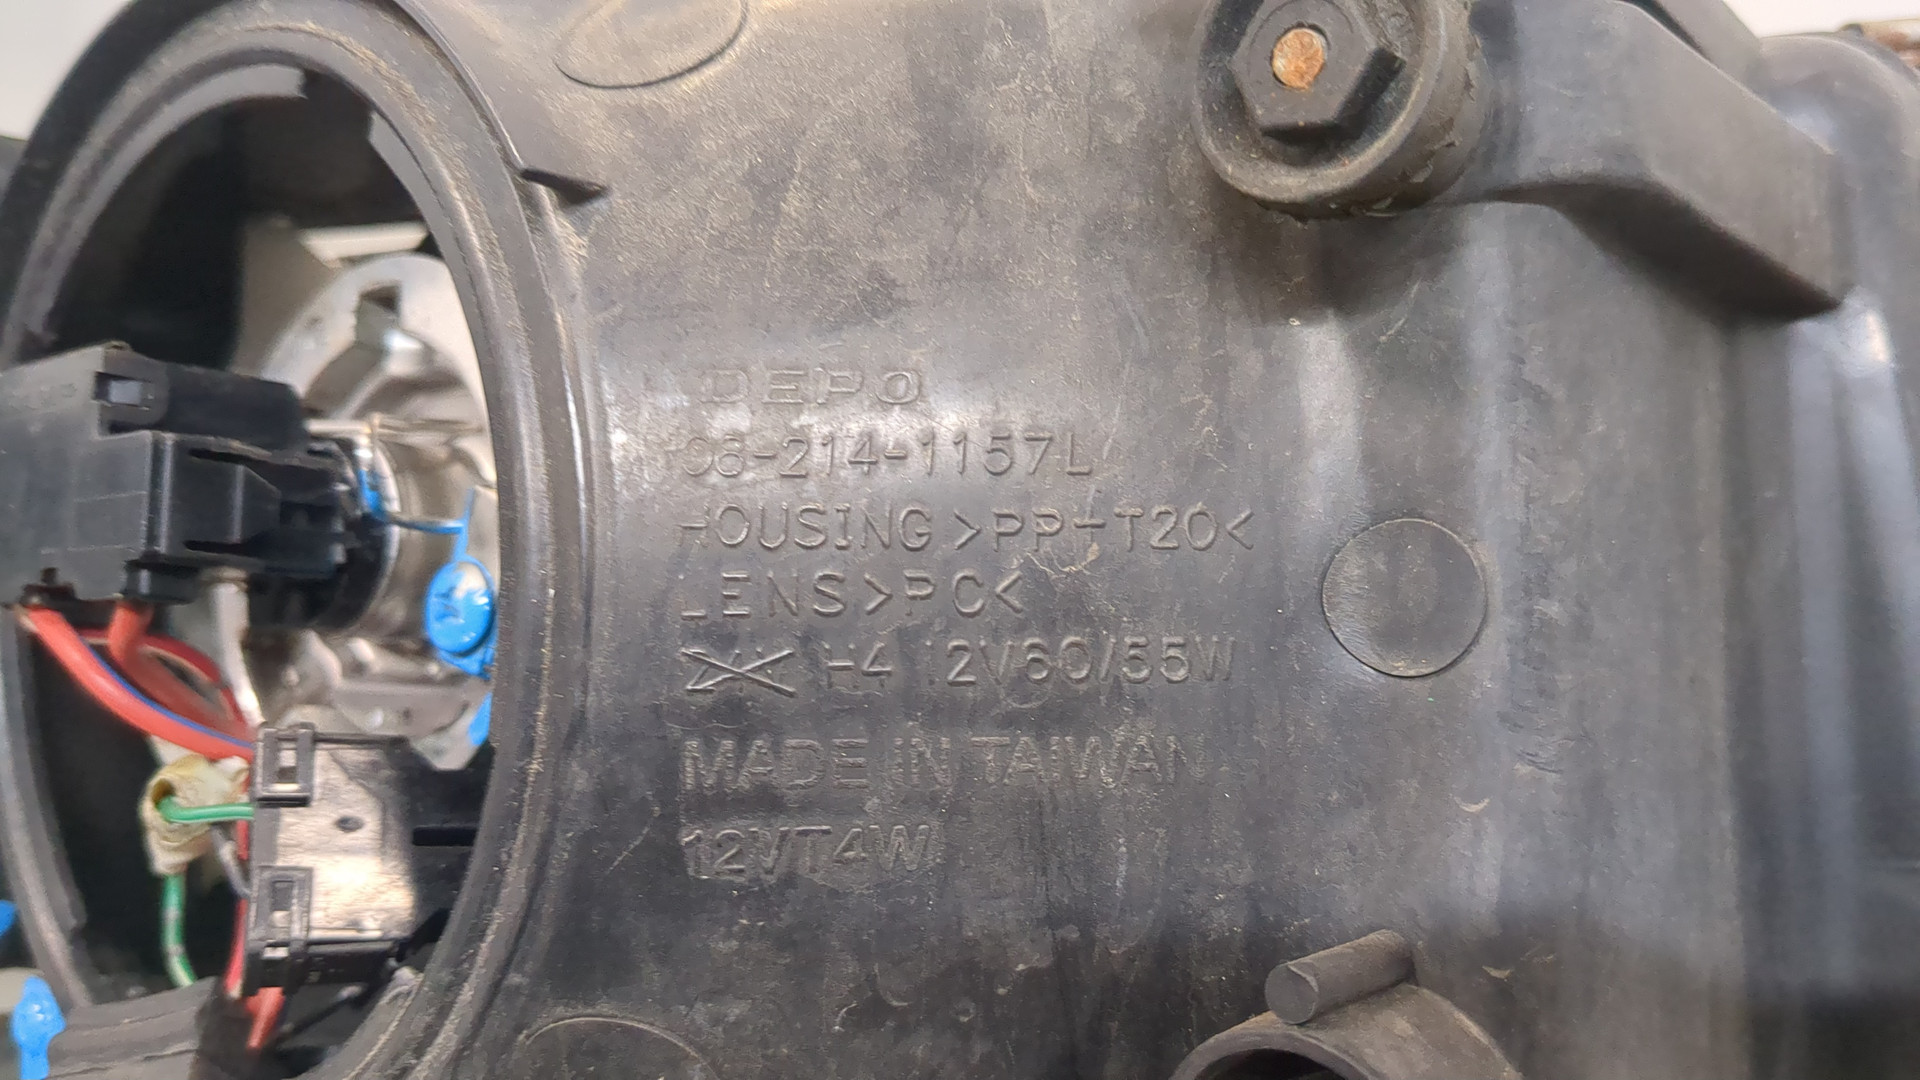 DEPO
08-214-1157L
HOUSING >PP-T20<
LENS>PC<
H4 12V60/55W
MADE IN TAIWAN
12VT4W